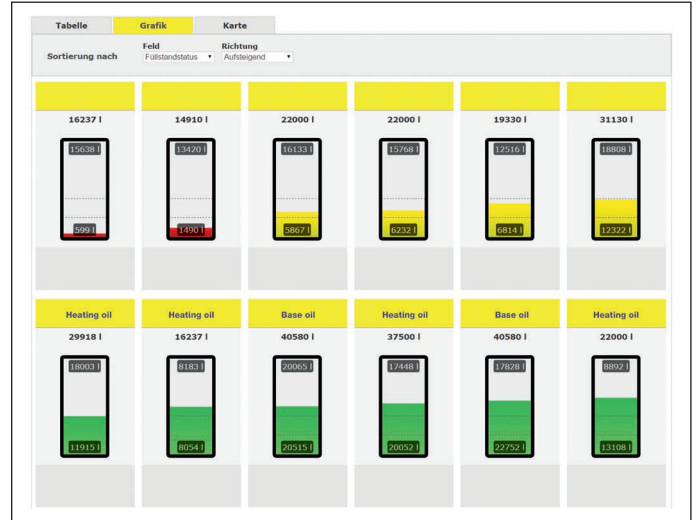 Tabelle Grafik Karte
Feld Richtung
Sortierung nach Füllstandstatus Aufsteigend
16237 l 14910 l 22000 l 22000 l 19330 l 31130 l
15638 l 13420 l 16133 l 15768 l 12516 l 18808 l
599 l 1490 l 5867 l 6232 l 6814 l 12322 l
Heating oil Heating oil Base oil Heating oil Base oil Heating oil
29918 l 16237 l 40580 l 37500 l 40580 l 22000 l
18003 l 8183 l 20065 l 17448 l 17828 l 8892 l
11915 l 8054 l 20515 l 20052 l 22752 l 13108 l